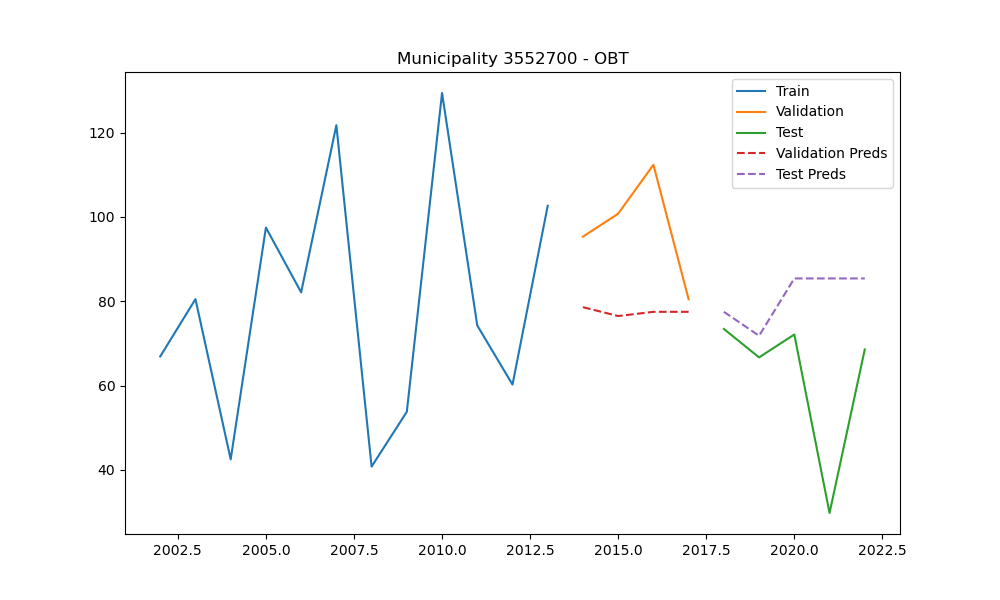 Municipality 3552700 - OBT
Train
Validation
Test
Validation Preds
Test Preds
120
100
80
60
40
2002.5 2005.0 2007.5 2010.0 2012.5 2015.0 2017.5 2020.0 2022.5